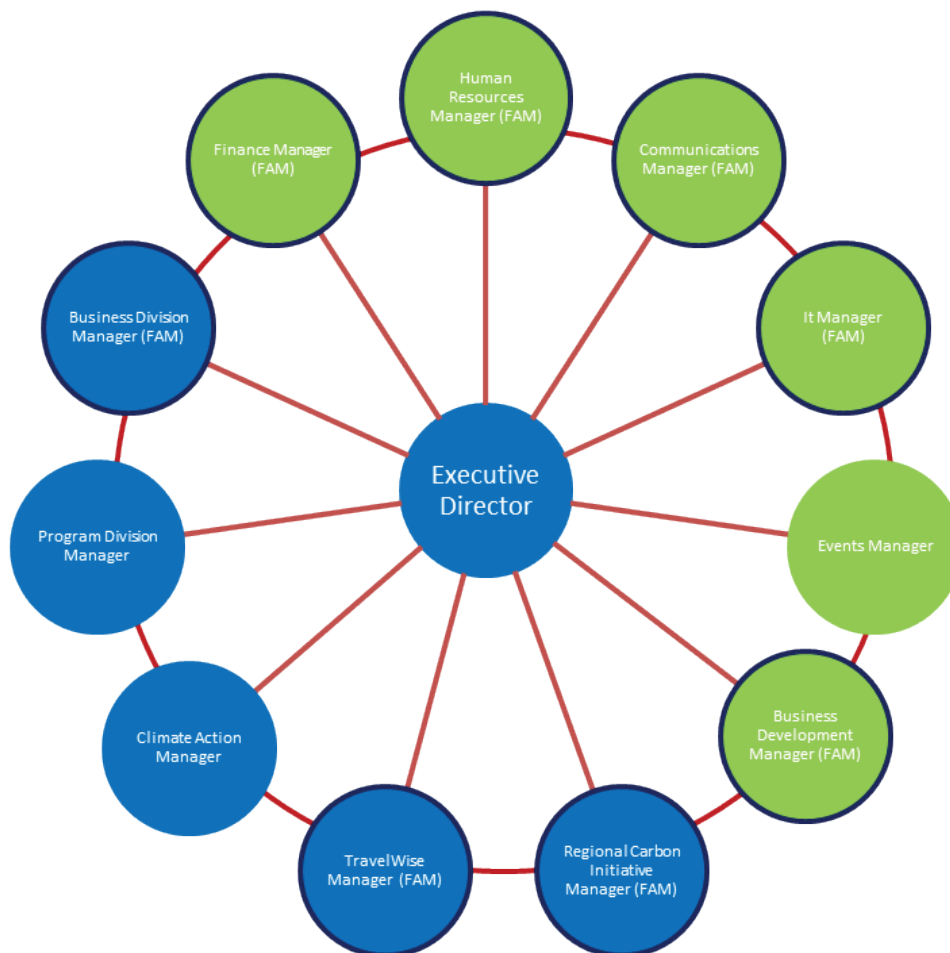 Human
Resources
Manager (FAM)
Finance Manager
(FAM)
Communications
Manager (FAM)
Business Division
Manager (FAM)
It Manager
(FAM)
Executive
Director
Program Division
Manager
Events Manager
Climate Action
Manager
Business
Development
Manager (FAM)
TravelWise
Manager (FAM)
Regional Carbon
Initiative
Manager (FAM)